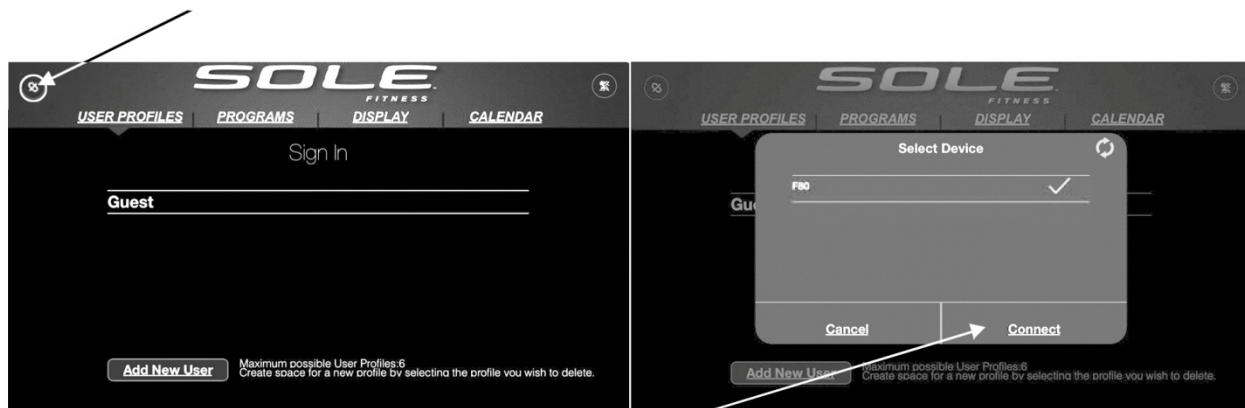 SOLE
FITNESS
USER PROFILES PROGRAMS DISPLAY CALENDAR
Sign In
Guest
Add New User
Maximum possible User Profiles:6
Create space for a new profile by selecting the profile you wish to delete.
SOLE
FITNESS
USER PROFILES PROGRAMS DISPLAY CALENDAR
Select Device
F80
Gue
Cancel Connect
Add New User
Maximum possible User Profiles:6
Create space for a new profile by selecting the profile you wish to delete.